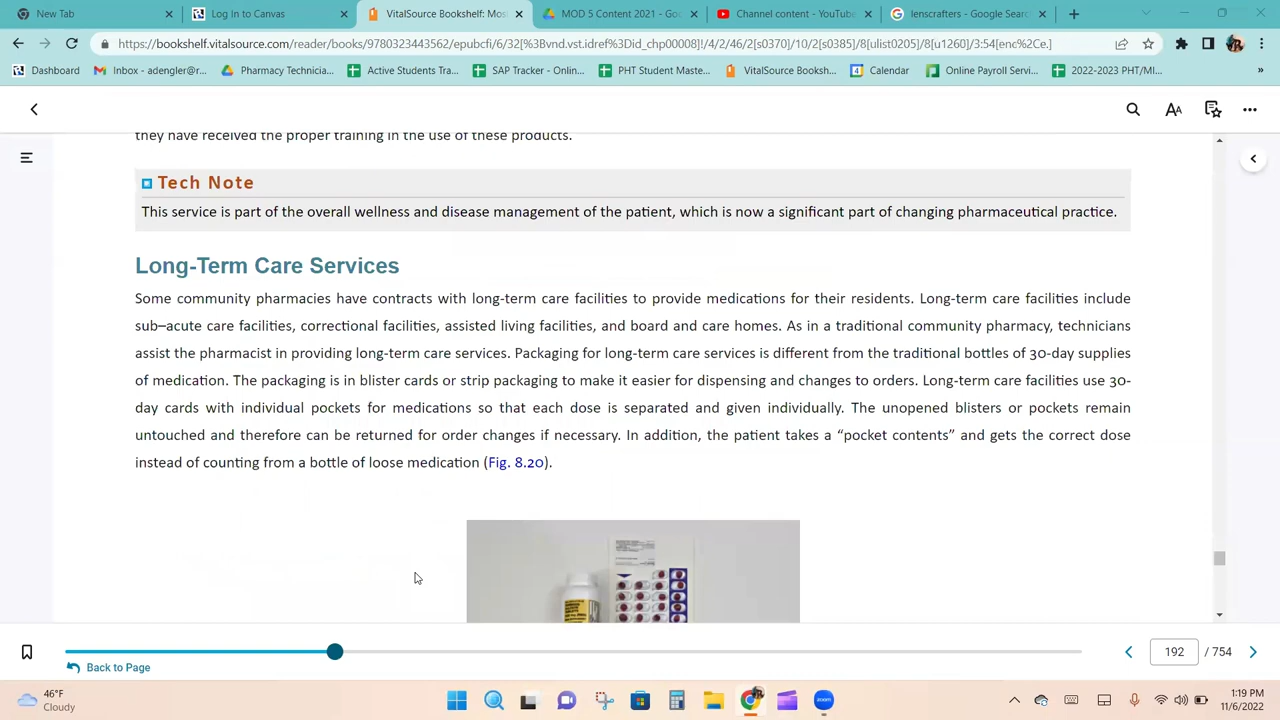 New Tab
Log In to Canvas
VitalSource Bookshelf: Mos
MOD 5 Content 2021 - Go
Channel content - YouTube
lenscrafters - Google Sear
https://bookshelf.vitalsource.com/reader/books/9780323443562/epubcfi/6/32[%3Bvnd.vst.idref%3Did_chp00008]!/4/2/46/2[s0370]/10/2[s0385]/8[ulist0205]/8[u1260]/3:54[enc%2Ce.]
Dashboard
Inbox - adengler@r...
Pharmacy Technicia...
Active Students Tra...
SAP Tracker - Onlin...
PHT Student Maste...
VitalSource Booksh...
Calendar
Online Payroll Servi...
2022-2023 PHT/MI...
»
they have received the proper training in the use of these products.
Tech Note
This service is part of the overall wellness and disease management of the patient, which is now a significant part of changing pharmaceutical practice.
Long-Term Care Services
Some community pharmacies have contracts with long-term care facilities to provide medications for their residents. Long-term care facilities include
sub–acute care facilities, correctional facilities, assisted living facilities, and board and care homes. As in a traditional community pharmacy, technicians
assist the pharmacist in providing long-term care services. Packaging for long-term care services is different from the traditional bottles of 30-day supplies
of medication. The packaging is in blister cards or strip packaging to make it easier for dispensing and changes to orders. Long-term care facilities use 30-
day cards with individual pockets for medications so that each dose is separated and given individually. The unopened blisters or pockets remain
untouched and therefore can be returned for order changes if necessary. In addition, the patient takes a “pocket contents” and gets the correct dose
instead of counting from a bottle of loose medication (Fig. 8.20).
192 / 754
Back to Page
46°F
Cloudy
zoom
1:19 PM
11/6/2022